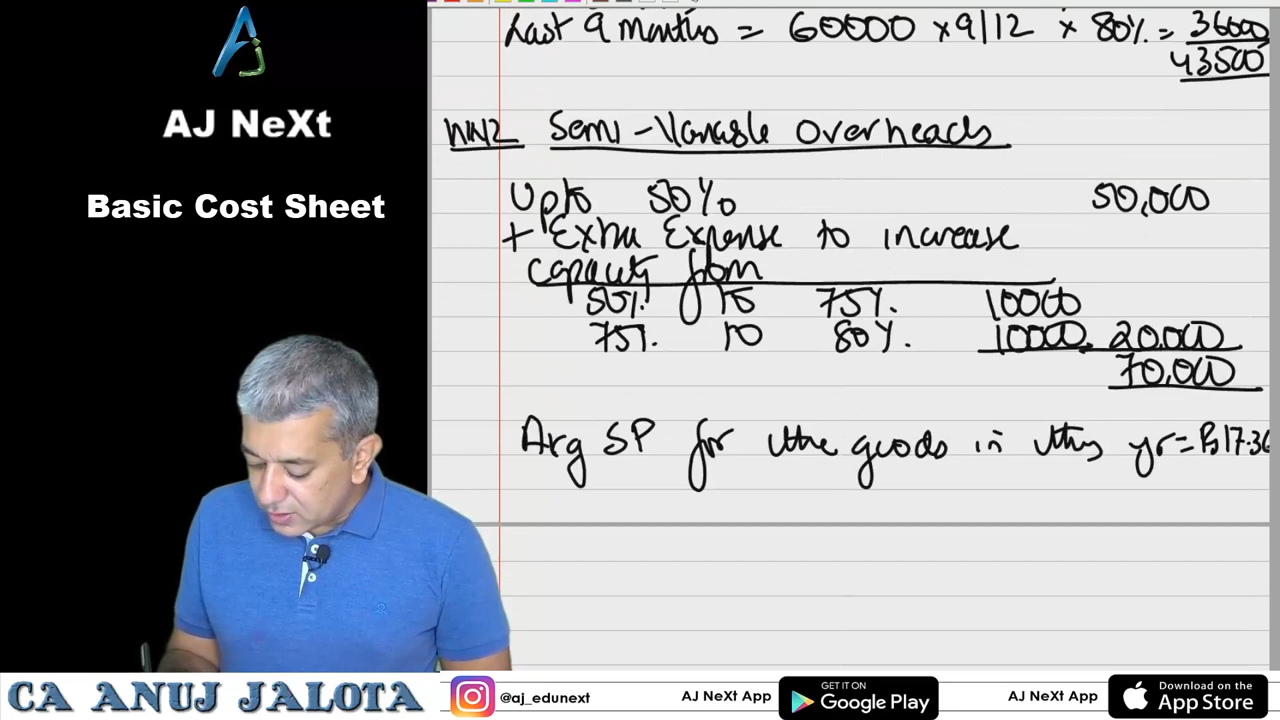 AJ NeXt
Basic Cost Sheet
Last 9 months = 60000 × 9/12 × 80% = 36000
43500
WN2 Semi-Variable Overheads
Upto 50% 50,000
+ Extra Expense to increase
capacity from
50% to 75% 10000
75% to 80% 10000 20,000
70,000
Avg SP for the goods in this yr = Rs 17.36
CA ANUJ JALOTA
@aj_edunext
AJ NeXt App
GET IT ON
Google Play
AJ NeXt App
Download on the
App Store